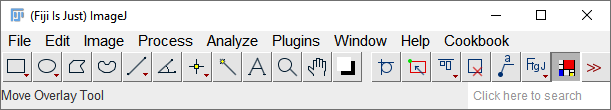 (Fiji Is Just) ImageJ
File Edit Image Process Analyze Plugins Window Help Cookbook
A a FgJ >>
Move Overlay Tool Click here to search